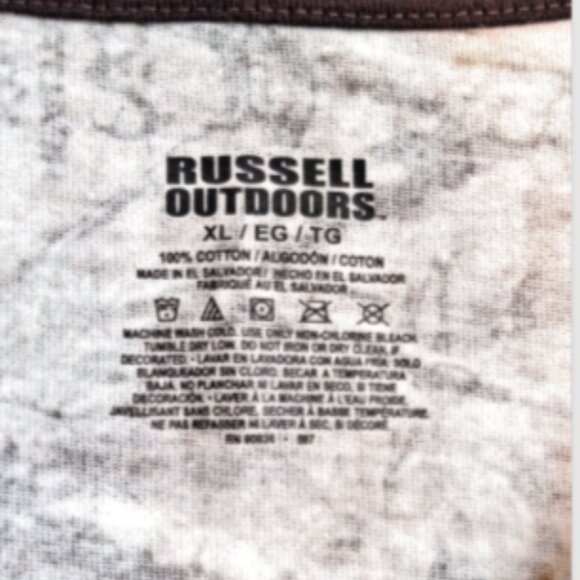 RUSSELL
OUTDOORS™
XL / EG / TG
100% COTTON / ALGODÓN / COTON
MADE IN EL SALVADOR / HECHO EN EL SALVADOR
FABRIQUÉ AU EL SALVADOR
MACHINE WASH COLD. USE ONLY NON-CHLORINE BLEACH.
TUMBLE DRY LOW. DO NOT IRON OR DRY CLEAN, IF
DECORATED. • LAVAR EN LAVADORA CON AGUA FRIA. SOLO
BLANQUEADOR SIN CLORO. SECAR A TEMPERATURA
BAJA. NO PLANCHAR NI LAVAR EN SECO, SI TIENE
DECORACIÓN. • LAVER À LA MACHINE À L'EAU FROIDE.
JAVELLISANT SANS CHLORE. SÉCHER À BASSE TEMPÉRATURE.
NE PAS REPASSER NI LAVER À SEC, SI DÉCORÉ.
RN